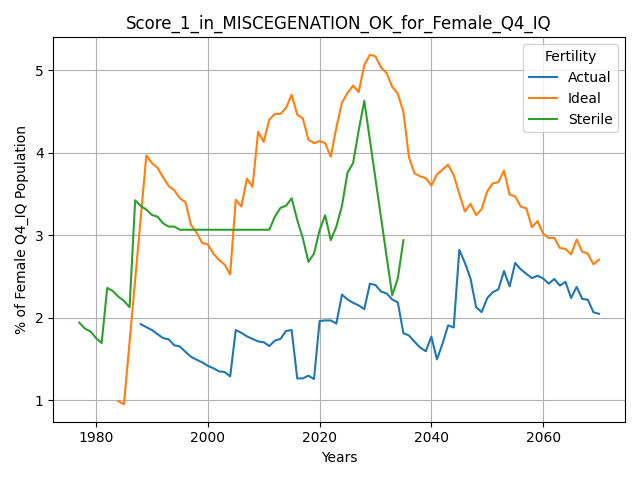 Score_1_in_MISCEGENATION_OK_for_Female_Q4_IQ
Fertility
Actual
Ideal
Sterile
% of Female Q4_IQ Population
5
4
3
2
1
1980 2000 2020 2040 2060
Years